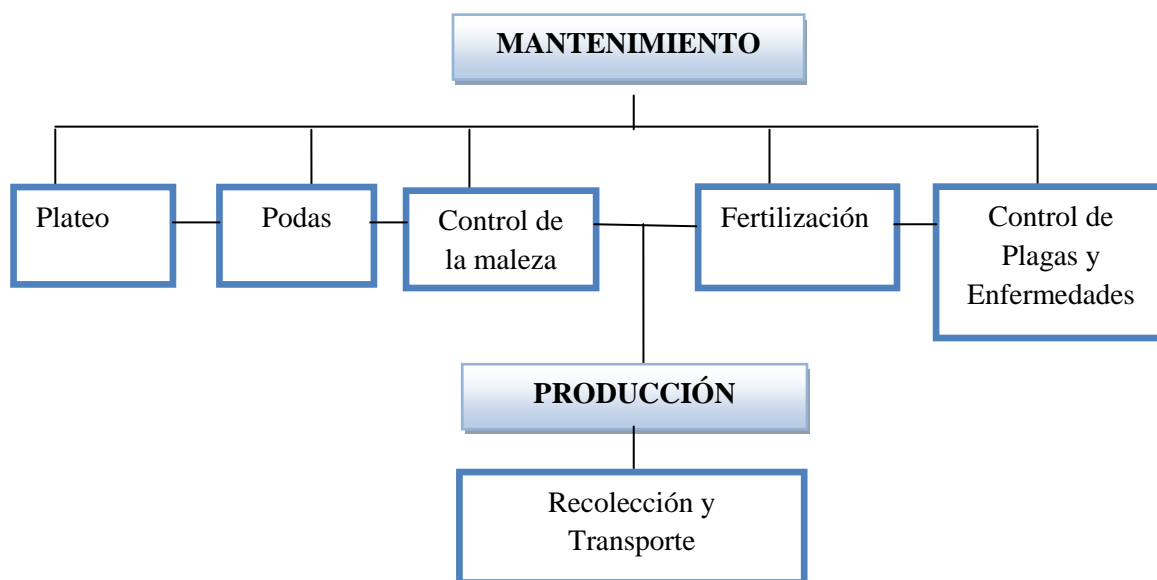 MANTENIMIENTO
Plateo
Podas
Control de
la maleza
Fertilización
Control de
Plagas y
Enfermedades
PRODUCCIÓN
Recolección y
Transporte